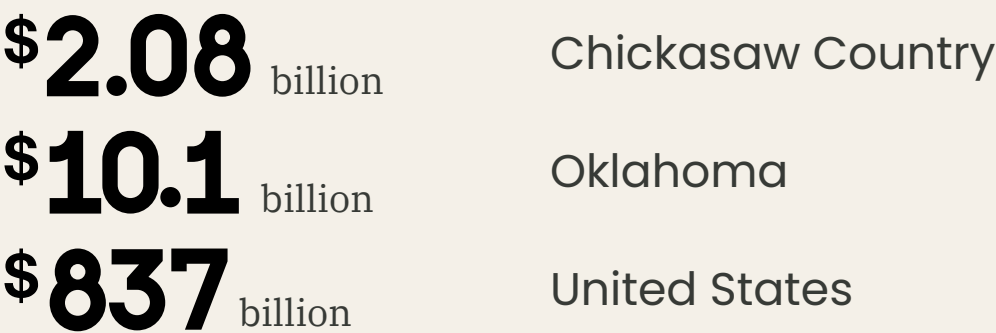 $2.08 billion Chickasaw Country
$10.1 billion Oklahoma
$837 billion United States